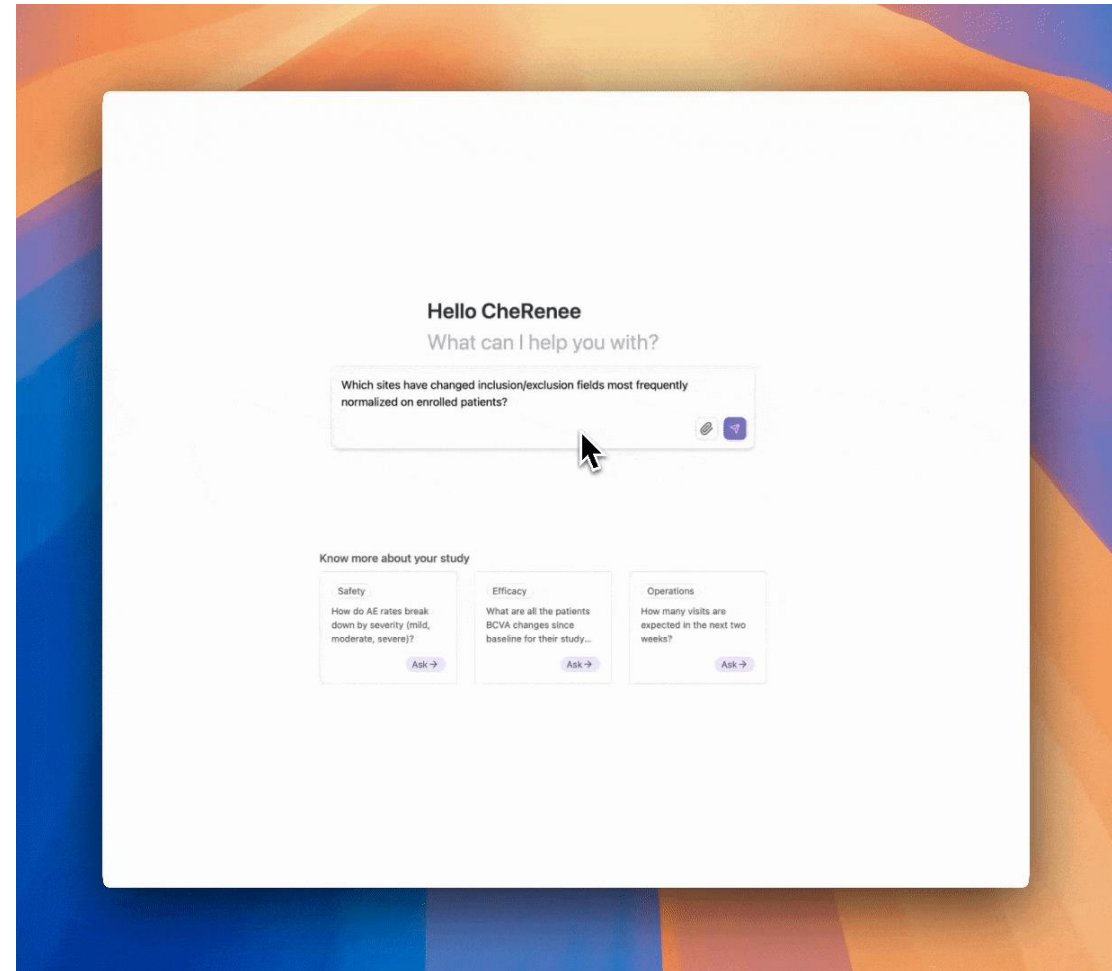 Hello CheRenee
What can I help you with?
Which sites have changed inclusion/exclusion fields most frequently
normalized on enrolled patients?
Know more about your study
Safety
How do AE rates break
down by severity (mild,
moderate, severe)?
Ask →
Efficacy
What are all the patients
BCVA changes since
baseline for their study...
Ask →
Operations
How many visits are
expected in the next two
weeks?
Ask →